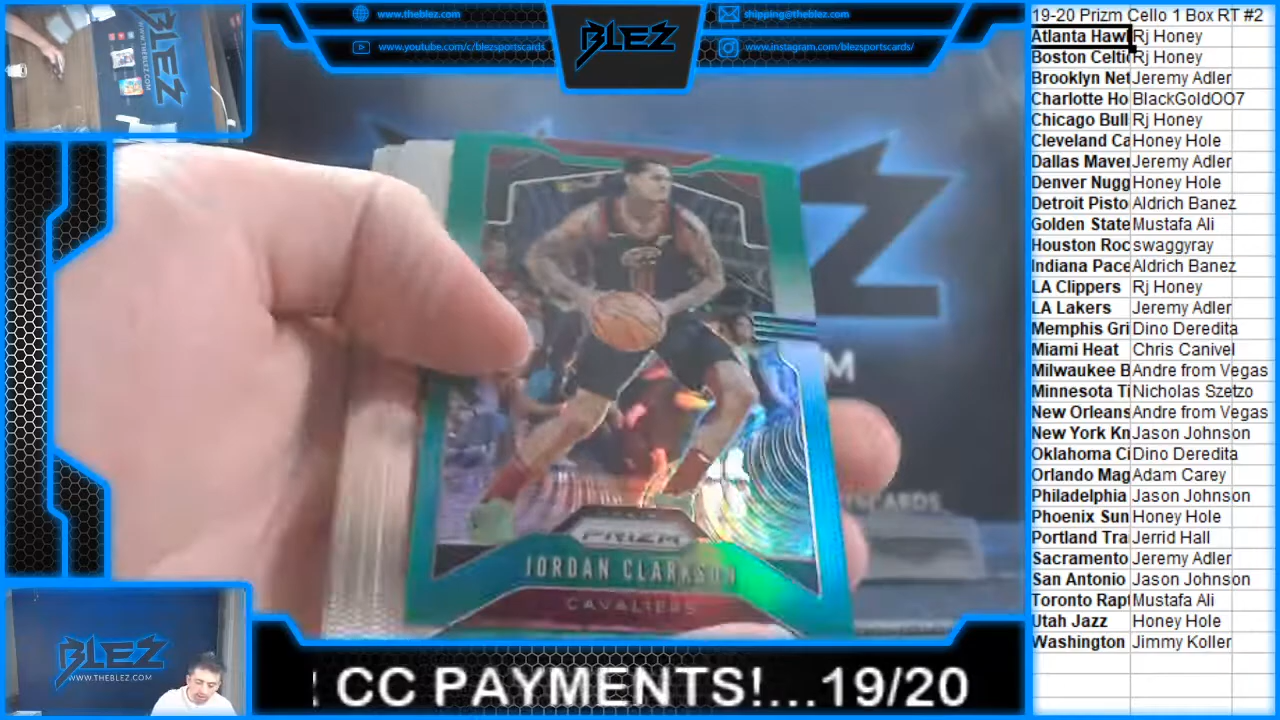 www.theblez.com
shipping@theblez.com
www.youtube.com/c/blezsportscards
www.instagram.com/blezsportscards/
BLEZ
BLEZ
WWW.THEBLEZ.COM
PRIZM
JORDAN CLARKSON
CAVALIERS
BLEZ
WWW.THEBLEZ.COM
CC PAYMENTS!...19/20
19-20 Prizm Cello 1 Box RT #2
Atlanta Hawl Rj Honey
Boston Celtic Rj Honey
Brooklyn Net Jeremy Adler
Charlotte Ho BlackGoldOO7
Chicago Bull Rj Honey
Cleveland Ca Honey Hole
Dallas Maver Jeremy Adler
Denver Nugg Honey Hole
Detroit Pisto Aldrich Banez
Golden State Mustafa Ali
Houston Roc swaggyray
Indiana Pace Aldrich Banez
LA Clippers Rj Honey
LA Lakers Jeremy Adler
Memphis Gri Dino Deredita
Miami Heat Chris Canivel
Milwaukee B Andre from Vegas
Minnesota Ti Nicholas Szetzo
New Orleans Andre from Vegas
New York Kn Jason Johnson
Oklahoma Ci Dino Deredita
Orlando Mag Adam Carey
Philadelphia Jason Johnson
Phoenix Sun Honey Hole
Portland Tra Jerrid Hall
Sacramento Jeremy Adler
San Antonio Jason Johnson
Toronto Rapt Mustafa Ali
Utah Jazz Honey Hole
Washington Jimmy Koller